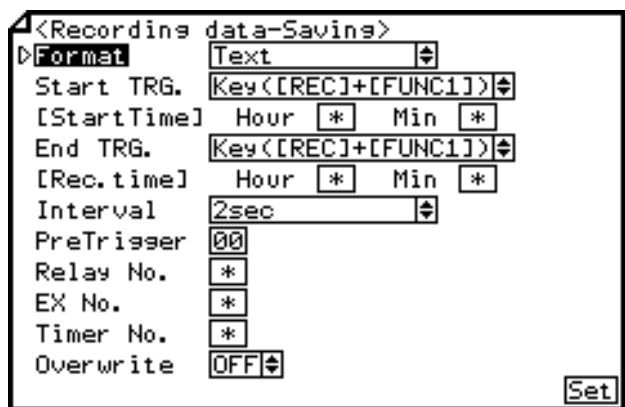 <Recording data-Saving>
Format Text
Start TRG. Key([REC]+[FUNC1])
[StartTime] Hour * Min *
End TRG. Key([REC]+[FUNC1])
[Rec.time] Hour * Min *
Interval 2sec
PreTrigger 00
Relay No. *
EX No. *
Timer No. *
Overwrite OFF
Set